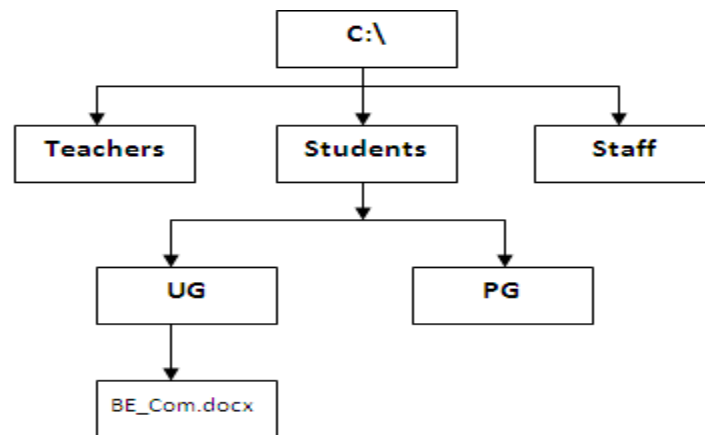 C:\
Teachers
Students
Staff
UG
PG
BE_Com.docx